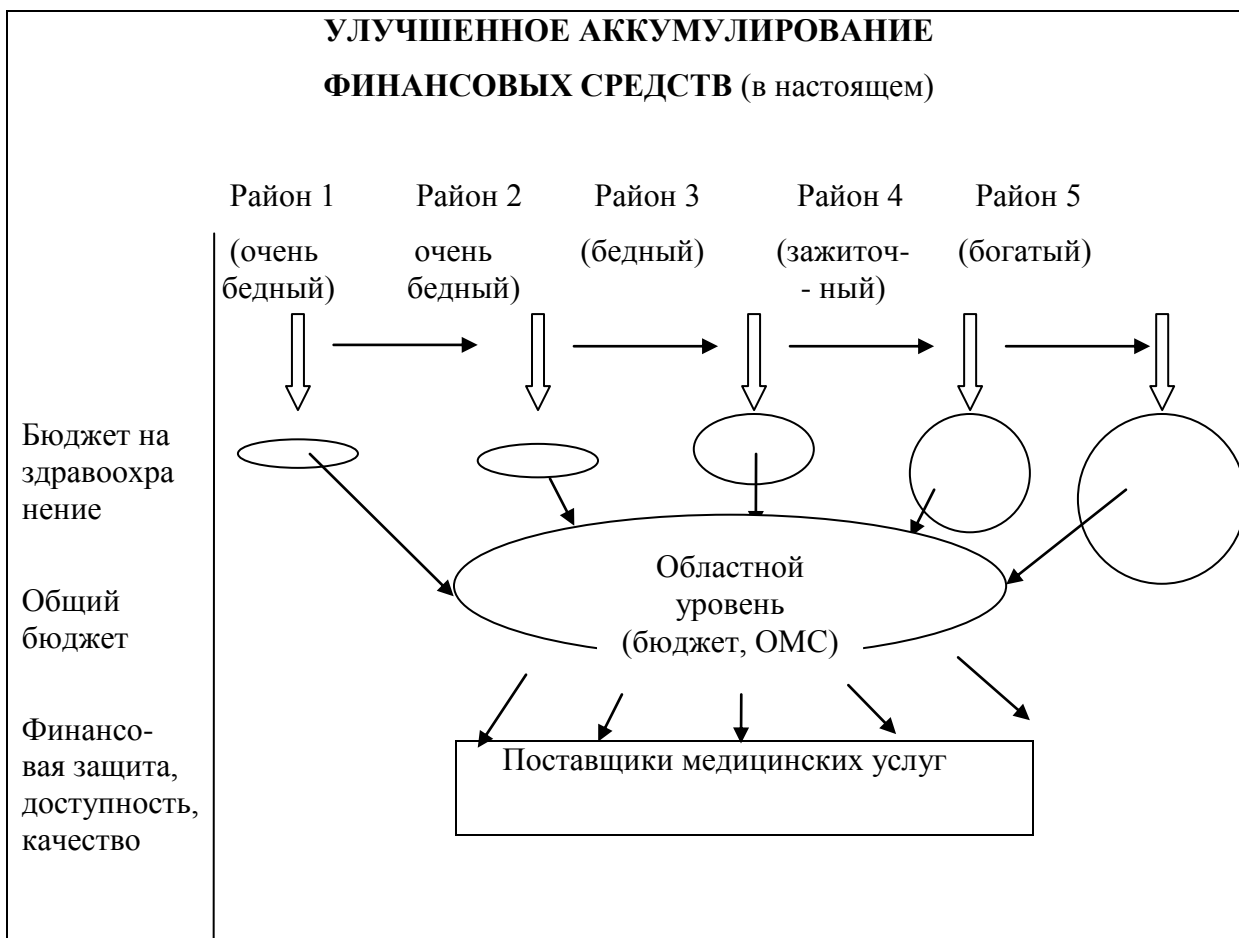 УЛУЧШЕННОЕ АККУМУЛИРОВАНИЕ
ФИНАНСОВЫХ СРЕДСТВ (в настоящем)
Район 1 Район 2 Район 3 Район 4 Район 5
(очень очень (бедный) (зажиточ- (богатый)
бедный) бедный) - ный)
Бюджет на
здравоохра
нение
Областной
уровень
(бюджет, ОМС)
Общий
бюджет
Финансо-
вая защита,
доступность,
качество
Поставщики медицинских услуг